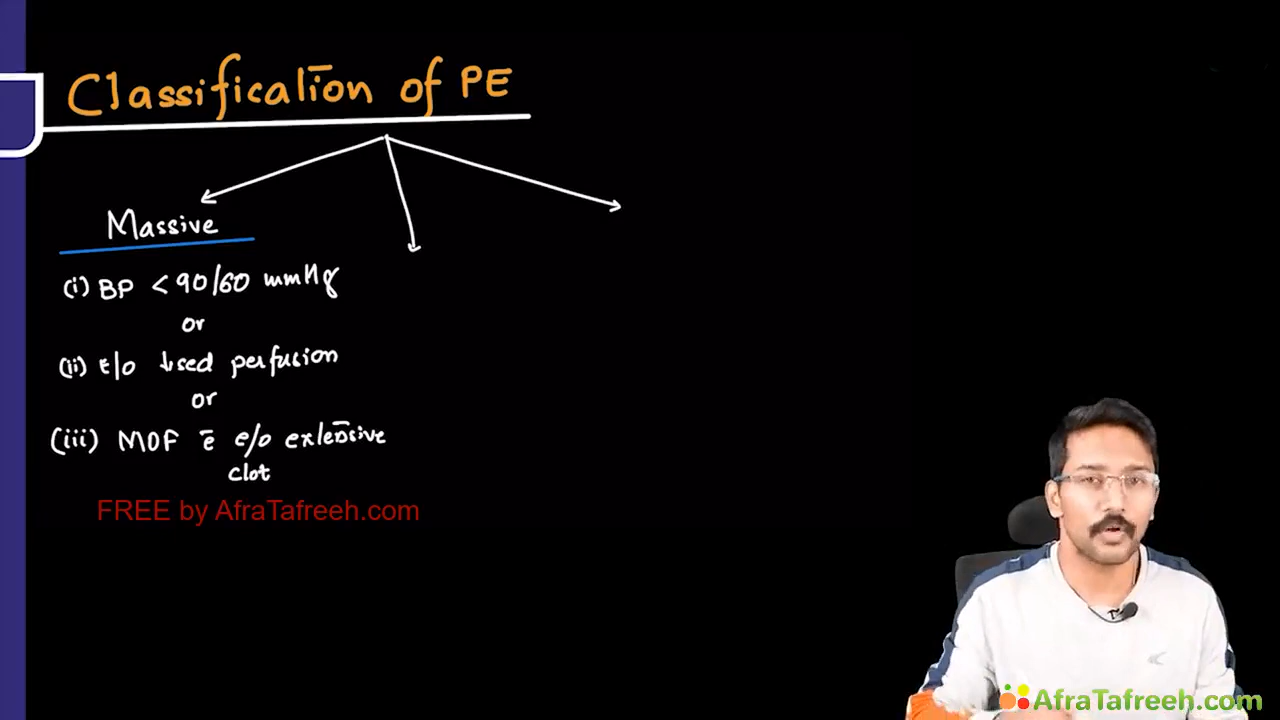 Classification of PE
Massive
(i) BP < 90/60 mmHg
or
(ii) E/o ↓sed perfusion
or
(iii) MOF c̄ e/o extensive
clot
FREE by AfraTafreeh.com
AfraTafreeh.com